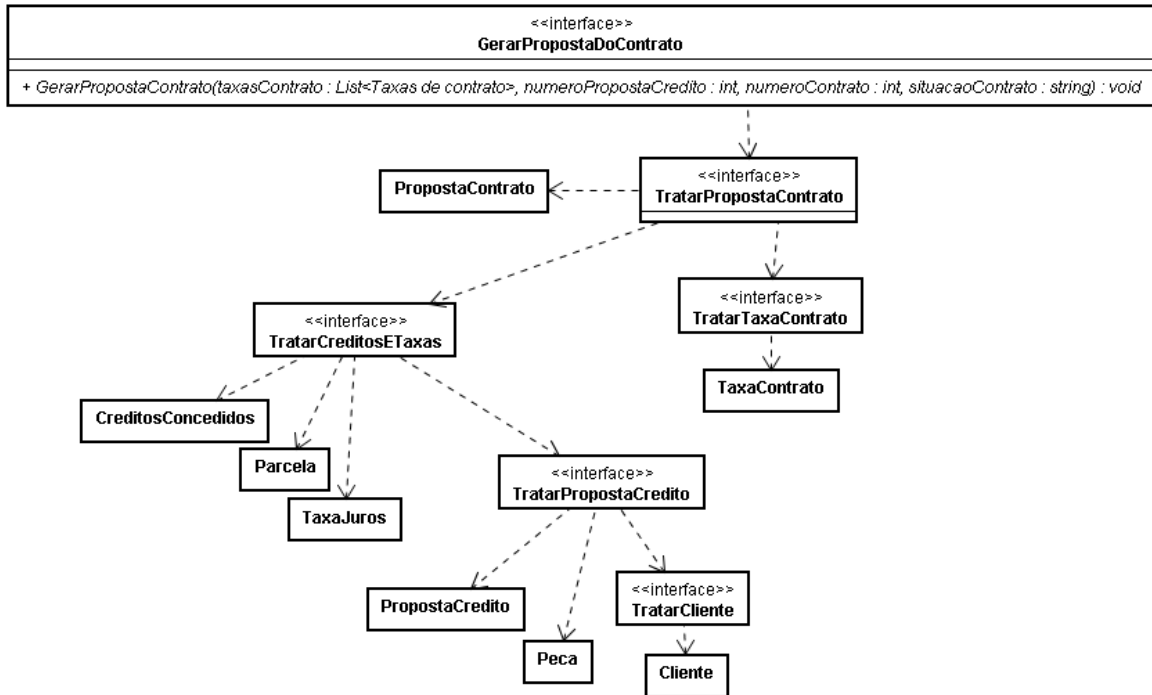 <<interface>>
GerarPropostaDoContrato
+ GerarPropostaContrato(taxasContrato : List<Taxas de contrato>, numeroPropostaCredito : int, numeroContrato : int, situacaoContrato : string) : void
<<interface>>
TratarPropostaContrato
PropostaContrato
<<interface>>
TratarTaxaContrato
<<interface>>
TratarCreditosETaxas
TaxaContrato
CreditosConcedidos
Parcela
<<interface>>
TratarPropostaCredito
TaxaJuros
<<interface>>
TratarCliente
PropostaCredito
Peca
Cliente